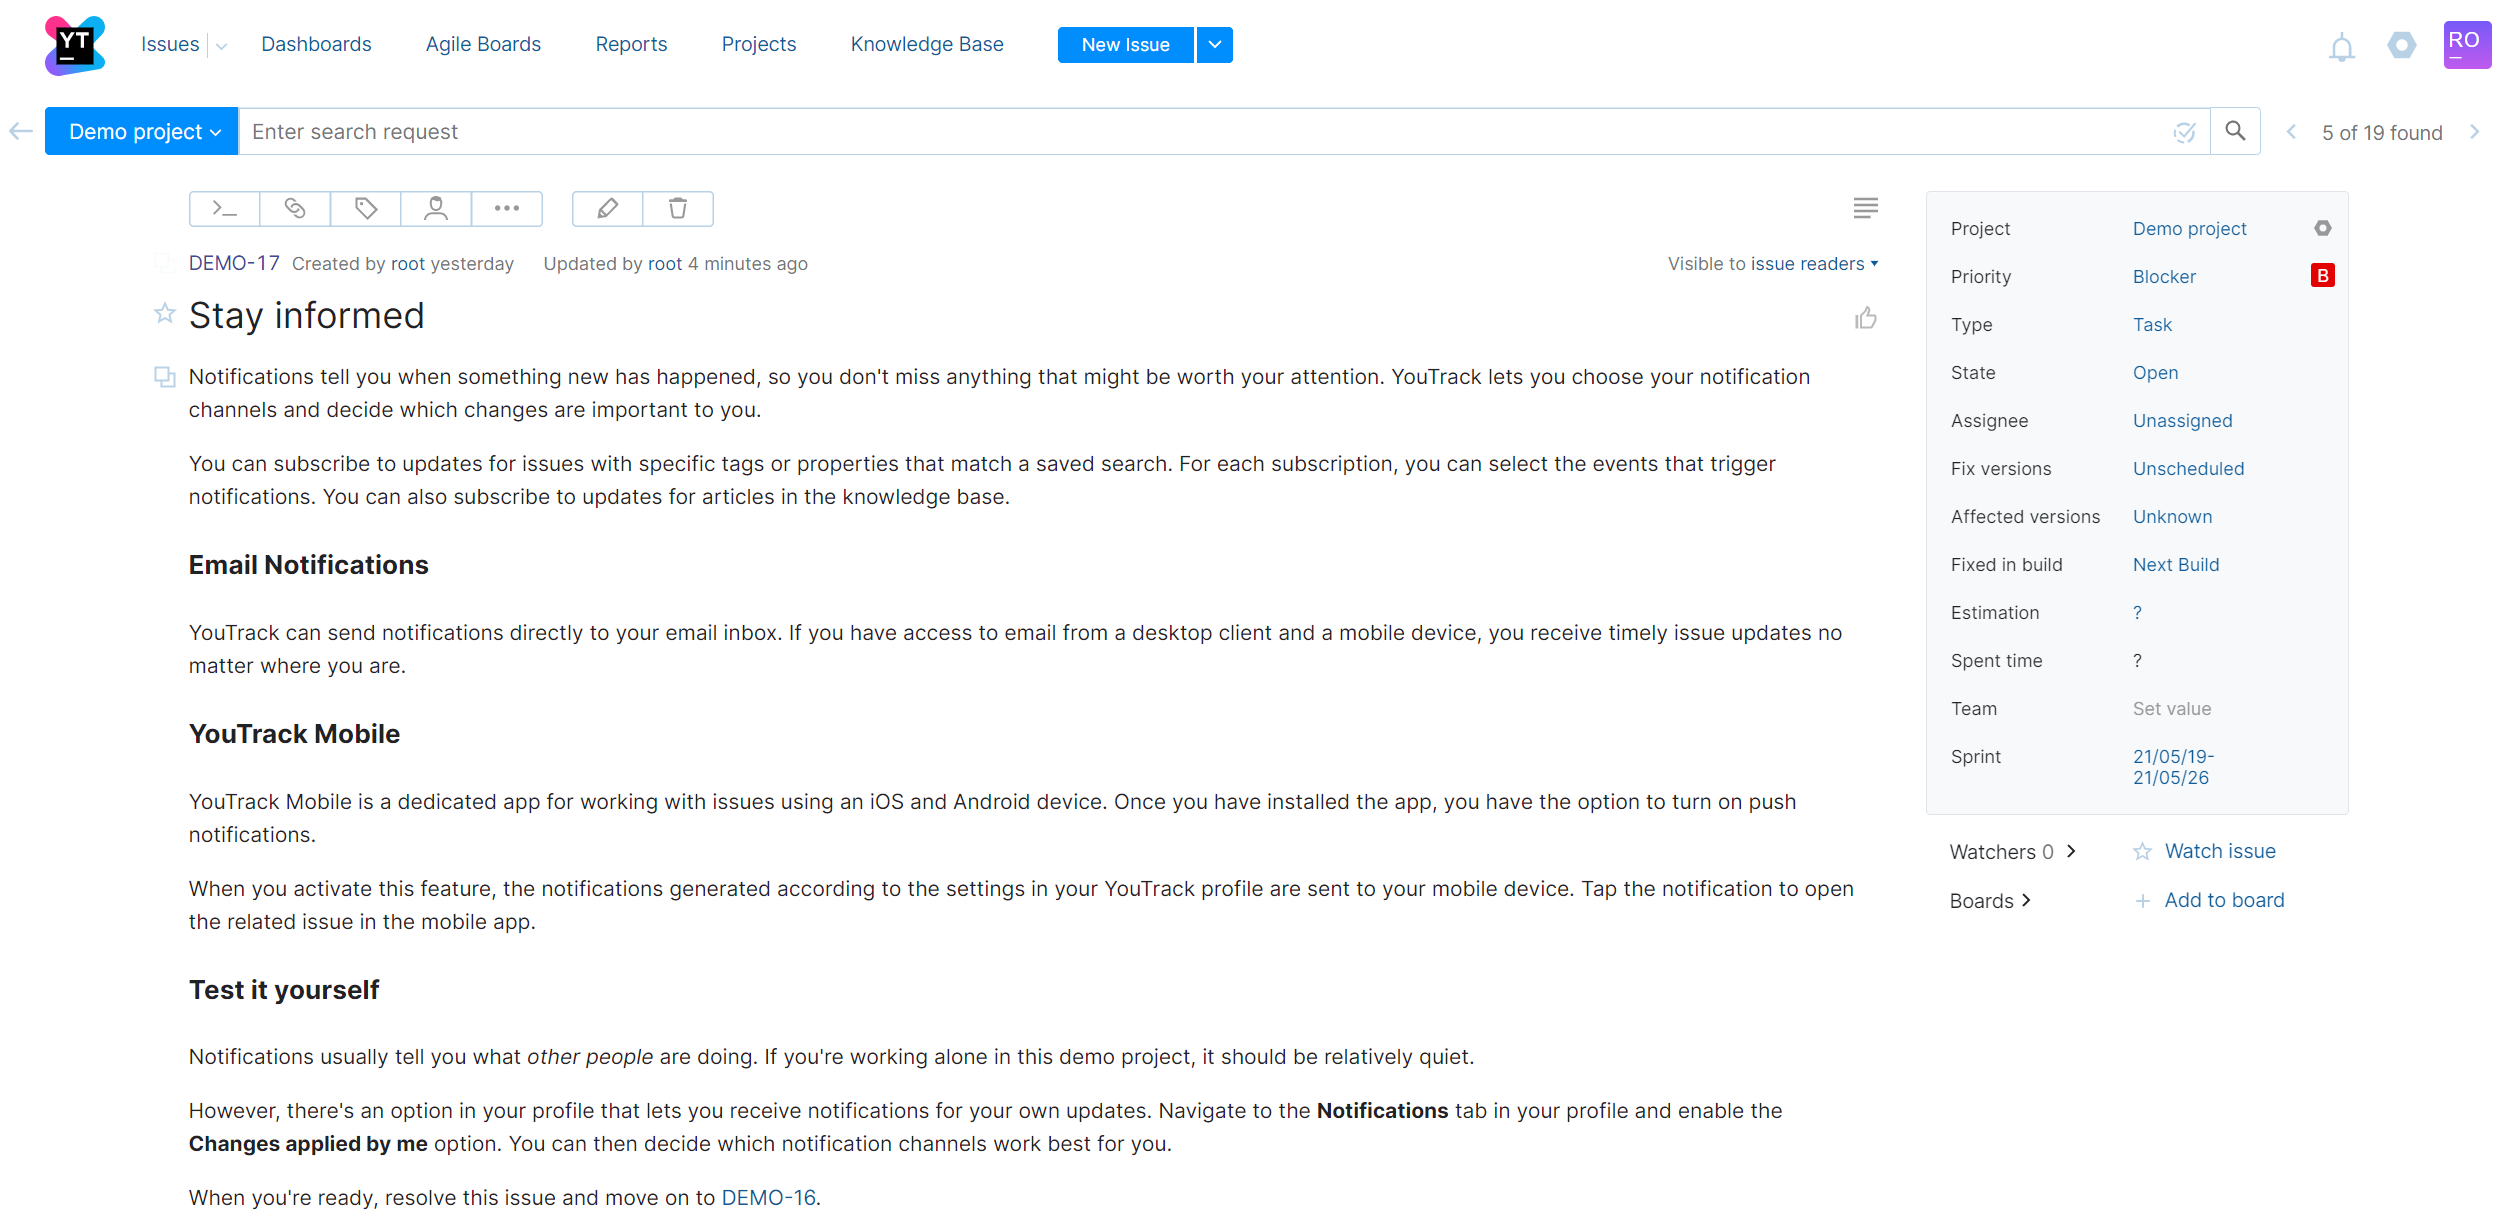 YT
Issues Dashboards Agile Boards Reports Projects Knowledge Base New Issue RO
Demo project Enter search request 5 of 19 found
DEMO-17 Created by root yesterday Updated by root 4 minutes ago Visible to issue readers
Stay informed
Notifications tell you when something new has happened, so you don't miss anything that might be worth your attention. YouTrack lets you choose your notification
channels and decide which changes are important to you.
You can subscribe to updates for issues with specific tags or properties that match a saved search. For each subscription, you can select the events that trigger
notifications. You can also subscribe to updates for articles in the knowledge base.
Email Notifications
YouTrack can send notifications directly to your email inbox. If you have access to email from a desktop client and a mobile device, you receive timely issue updates no
matter where you are.
YouTrack Mobile
YouTrack Mobile is a dedicated app for working with issues using an iOS and Android device. Once you have installed the app, you have the option to turn on push
notifications.
When you activate this feature, the notifications generated according to the settings in your YouTrack profile are sent to your mobile device. Tap the notification to open
the related issue in the mobile app.
Test it yourself
Notifications usually tell you what other people are doing. If you're working alone in this demo project, it should be relatively quiet.
However, there's an option in your profile that lets you receive notifications for your own updates. Navigate to the Notifications tab in your profile and enable the
Changes applied by me option. You can then decide which notification channels work best for you.
When you're ready, resolve this issue and move on to DEMO-16.
Project Demo project
Priority Blocker B
Type Task
State Open
Assignee Unassigned
Fix versions Unscheduled
Affected versions Unknown
Fixed in build Next Build
Estimation ?
Spent time ?
Team Set value
Sprint 21/05/19-
21/05/26
Watchers 0 Watch issue
Boards Add to board